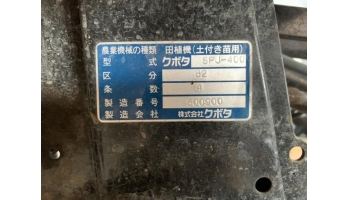 農業機械の種類 田植機(土付き苗用)
型式 クボタ SPJ-400
区分 82
条数 4
製造番号 500000
製造会社 株式会社クボタ